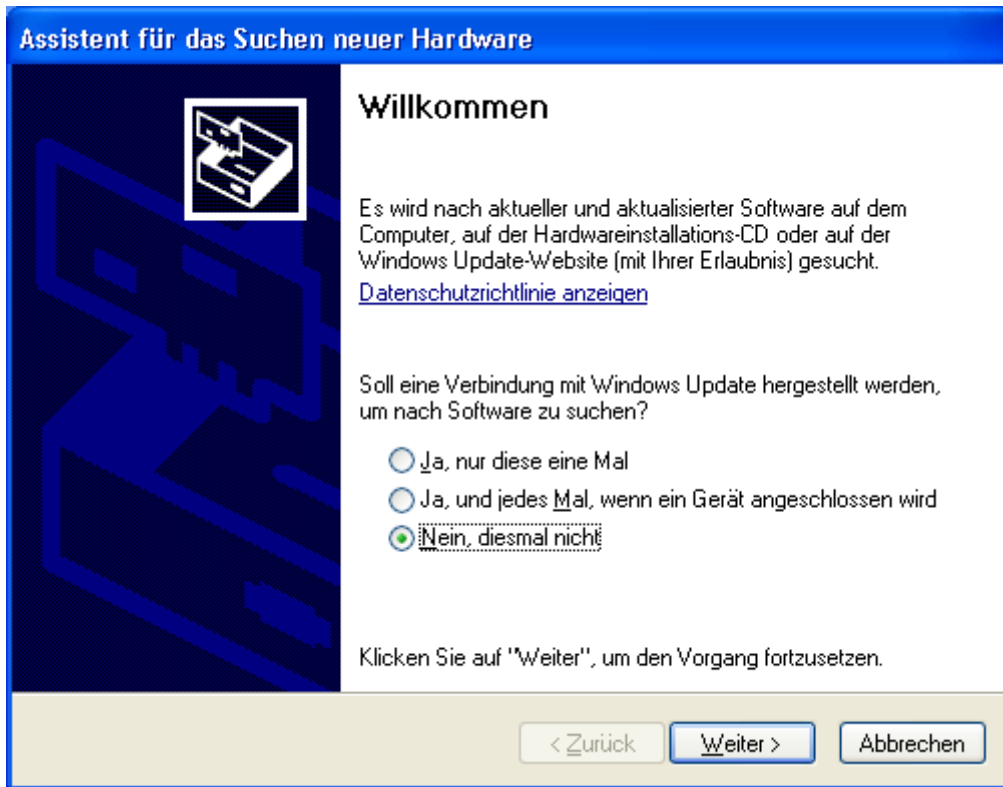 Assistent für das Suchen neuer Hardware
Willkommen
Es wird nach aktueller und aktualisierter Software auf dem
Computer, auf der Hardwareinstallations-CD oder auf der
Windows Update-Website (mit Ihrer Erlaubnis) gesucht.
Datenschutzrichtlinie anzeigen
Soll eine Verbindung mit Windows Update hergestellt werden,
um nach Software zu suchen?
Ja, nur diese eine Mal
Ja, und jedes Mal, wenn ein Gerät angeschlossen wird
Nein, diesmal nicht
Klicken Sie auf "Weiter", um den Vorgang fortzusetzen.
< Zurück Weiter > Abbrechen